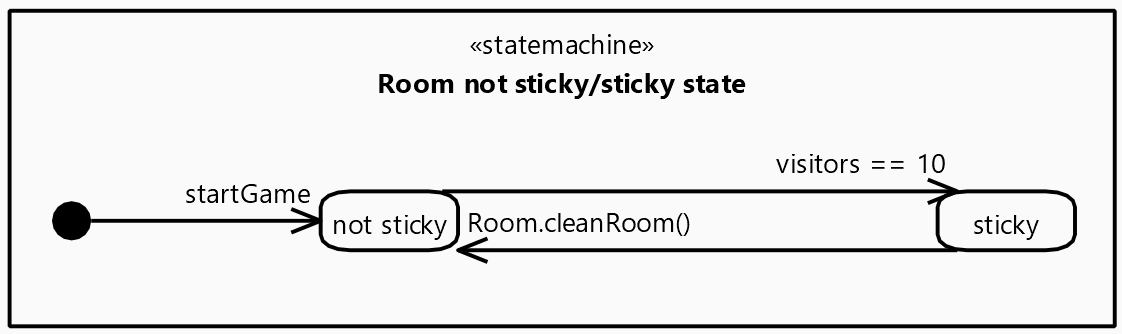 «statemachine»
Room not sticky/sticky state
visitors == 10
startGame
not sticky
Room.cleanRoom()
sticky